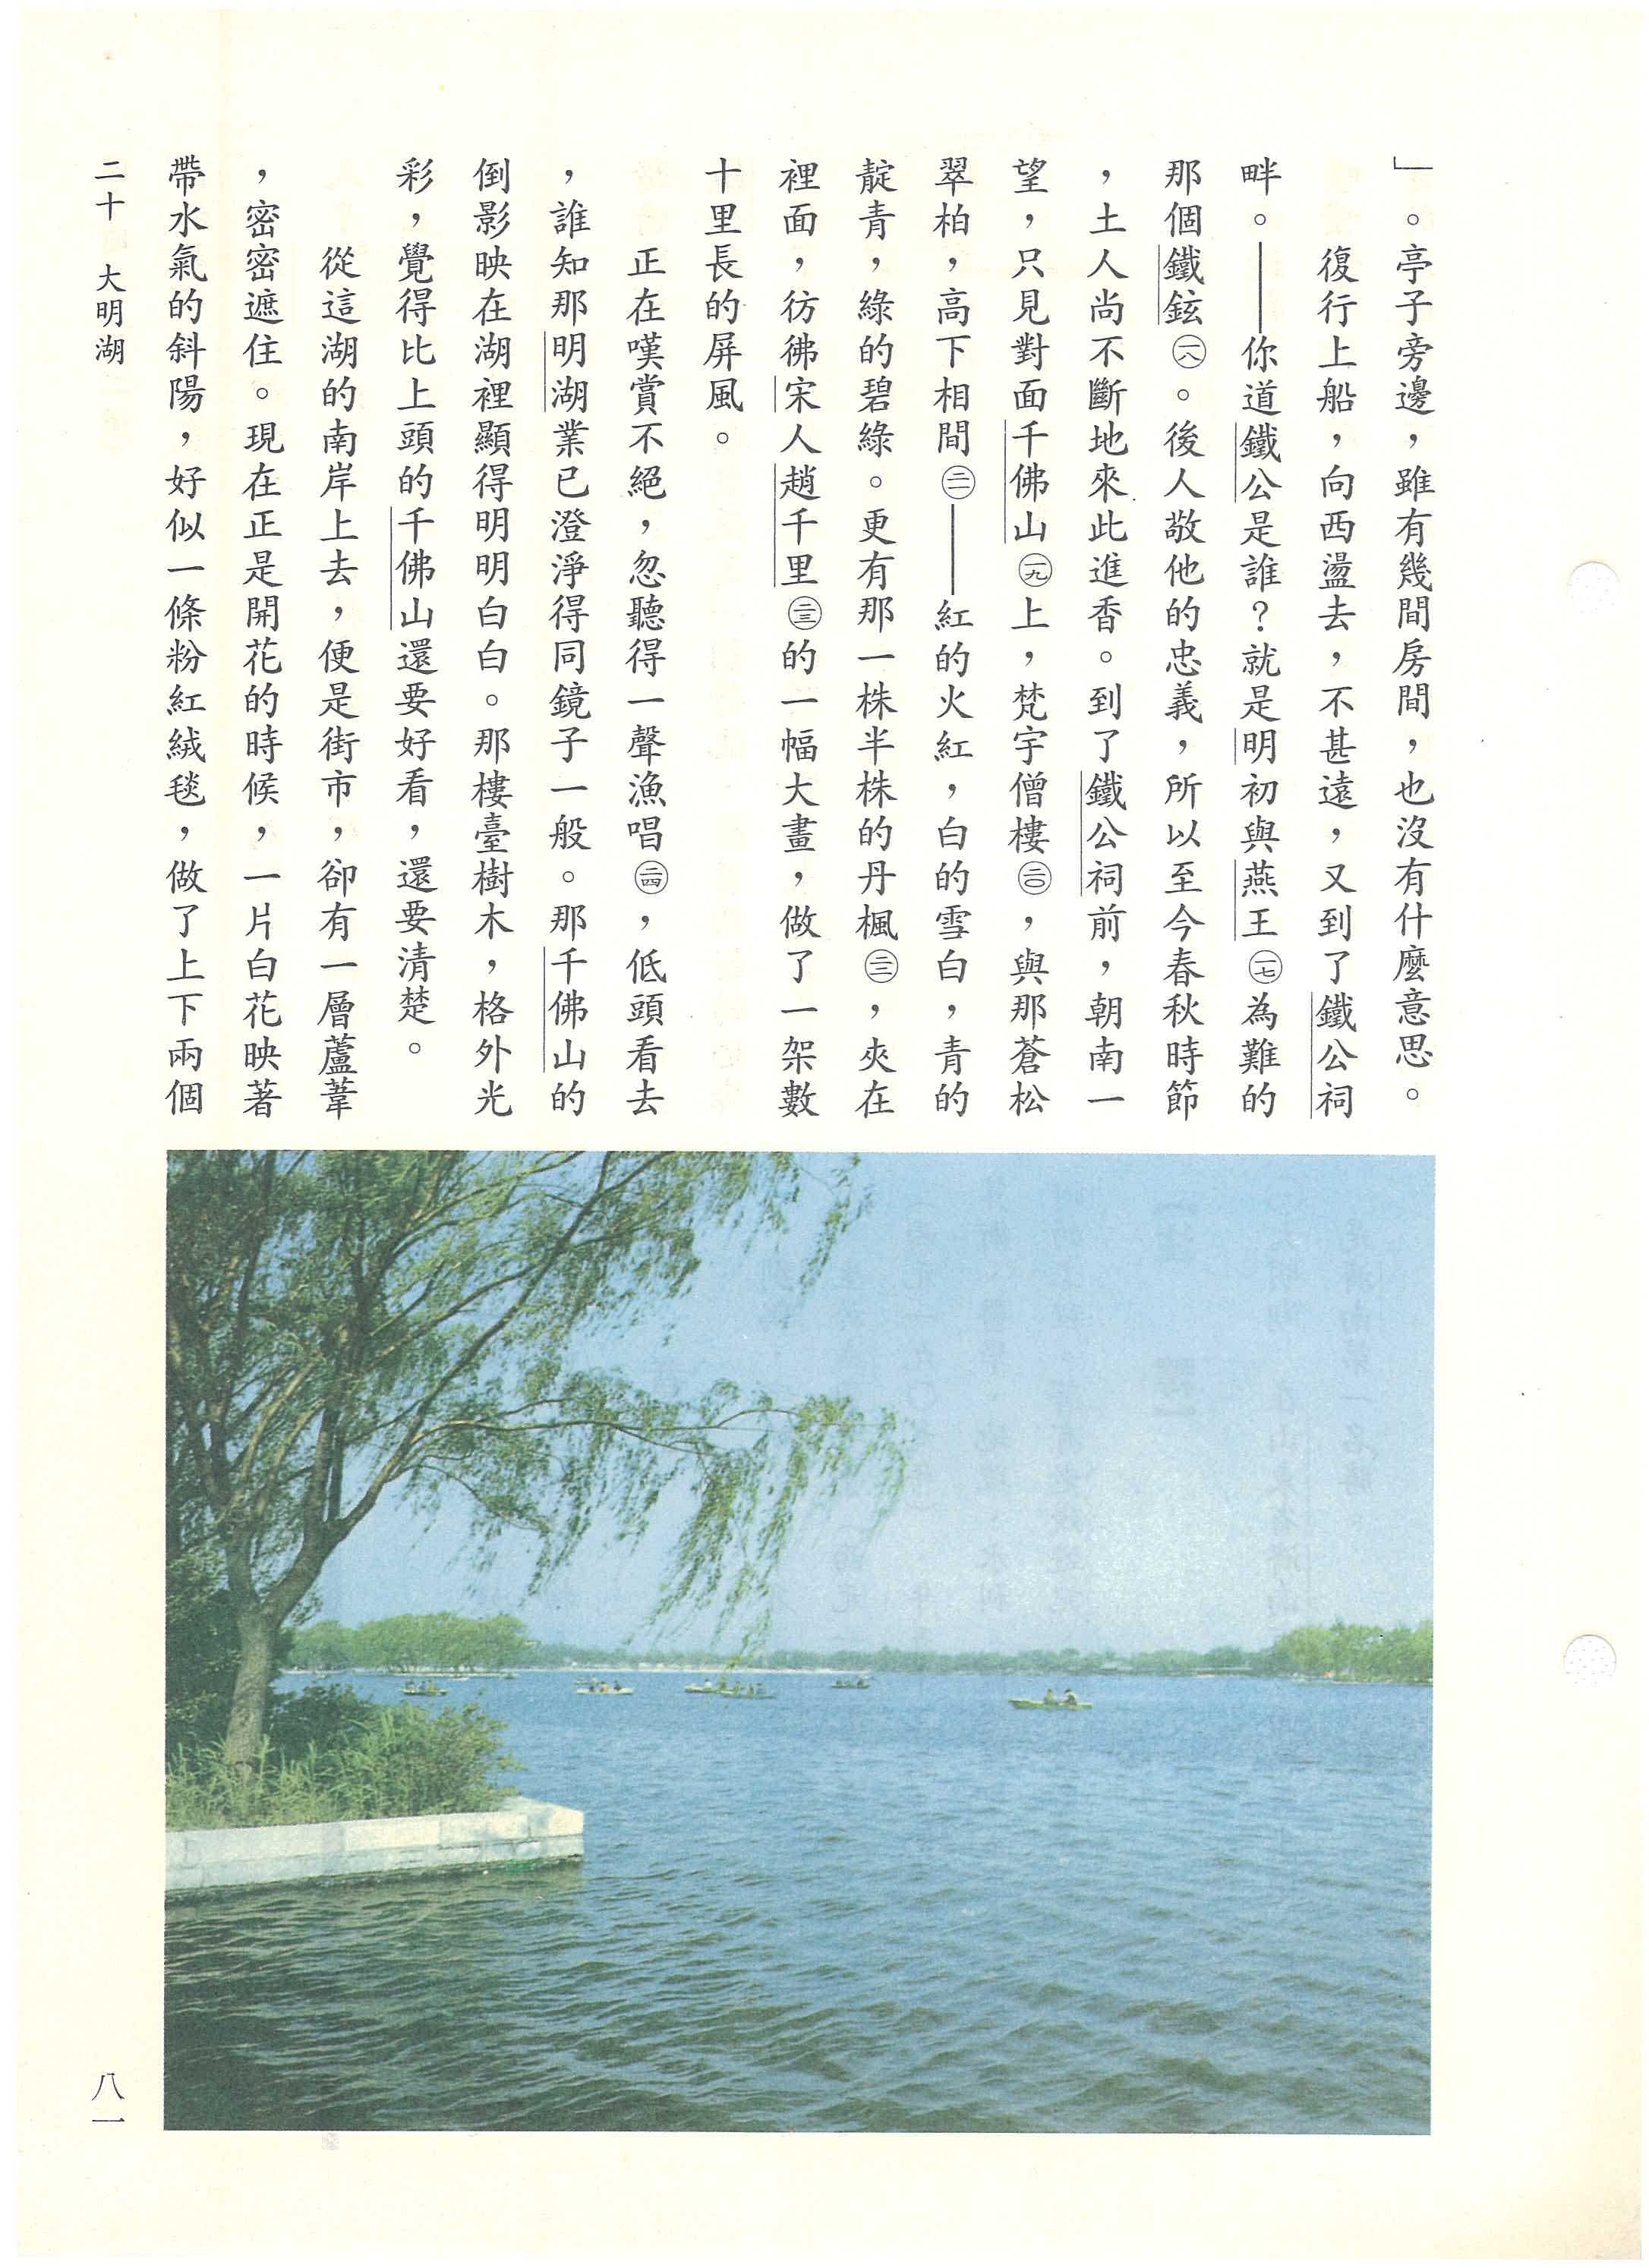 」。亭子旁邊，雖有幾間房間，也沒有什麼意思。
復行上船，向西盪去，不甚遠，又到了鐵公祠
畔。——你道鐵公是誰？就是明初與燕王㊀㊆為難的
那個鐵鉉㊀㊇。後人敬他的忠義，所以至今春秋時節
，土人尚不斷地來此進香。到了鐵公祠前，朝南一
望，只見對面千佛山㊀㊈上，梵宇僧樓㊁㊉，與那蒼松
翠柏，高下相間㊁㊀——紅的火紅，白的雪白，青的
靛青，綠的碧綠。更有那一株半株的丹楓㊁㊁，夾在
裡面，彷彿宋人趙千里㊁㊂的一幅大畫，做了一架數
十里長的屏風。
正在嘆賞不絕，忽聽得一聲漁唱㊁㊃，低頭看去
，誰知那明湖業已澄淨得同鏡子一般。那千佛山的
倒影映在湖裡顯得明明白白。那樓臺樹木，格外光
彩，覺得比上頭的千佛山還要好看，還要清楚。
從這湖的南岸上去，便是街市，卻有一層蘆葦
，密密遮住。現在正是開花的時候，一片白花映著
帶水氣的斜陽，好似一條粉紅絨毯，做了上下兩個
二十 大明湖
八一